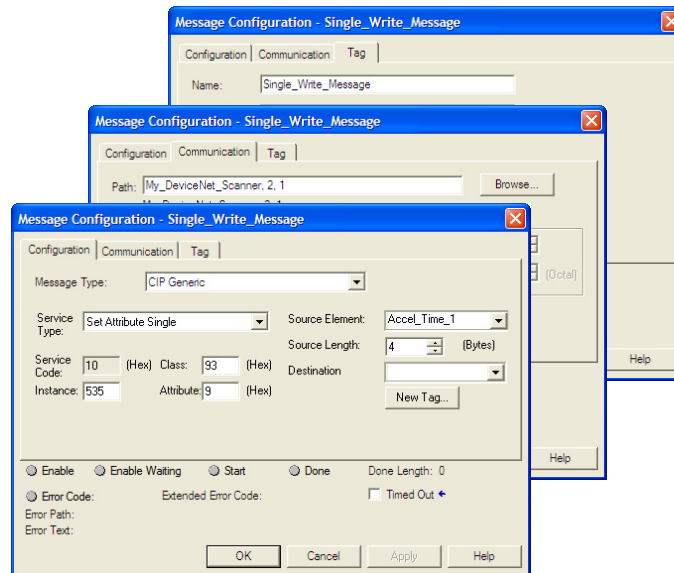 Message Configuration - Single_Write_Message
Configuration Communication Tag
Name: Single_Write_Message
Message Configuration - Single_Write_Message
Configuration Communication Tag
Path: My_DeviceNet_Scanner, 2, 1 Browse...
(Octal)
Help
Help
Message Configuration - Single_Write_Message
Configuration Communication Tag
Message Type: CIP Generic
Service Type: Set Attribute Single Source Element: Accel_Time_1
Source Length: 4 (Bytes)
Service Code: 10 (Hex) Class: 93 (Hex) Destination
Instance: 535 Attribute: 9 (Hex) New Tag...
Enable Enable Waiting Start Done Done Length: 0
Error Code: Extended Error Code: Timed Out
Error Path:
Error Text:
OK Cancel Apply Help